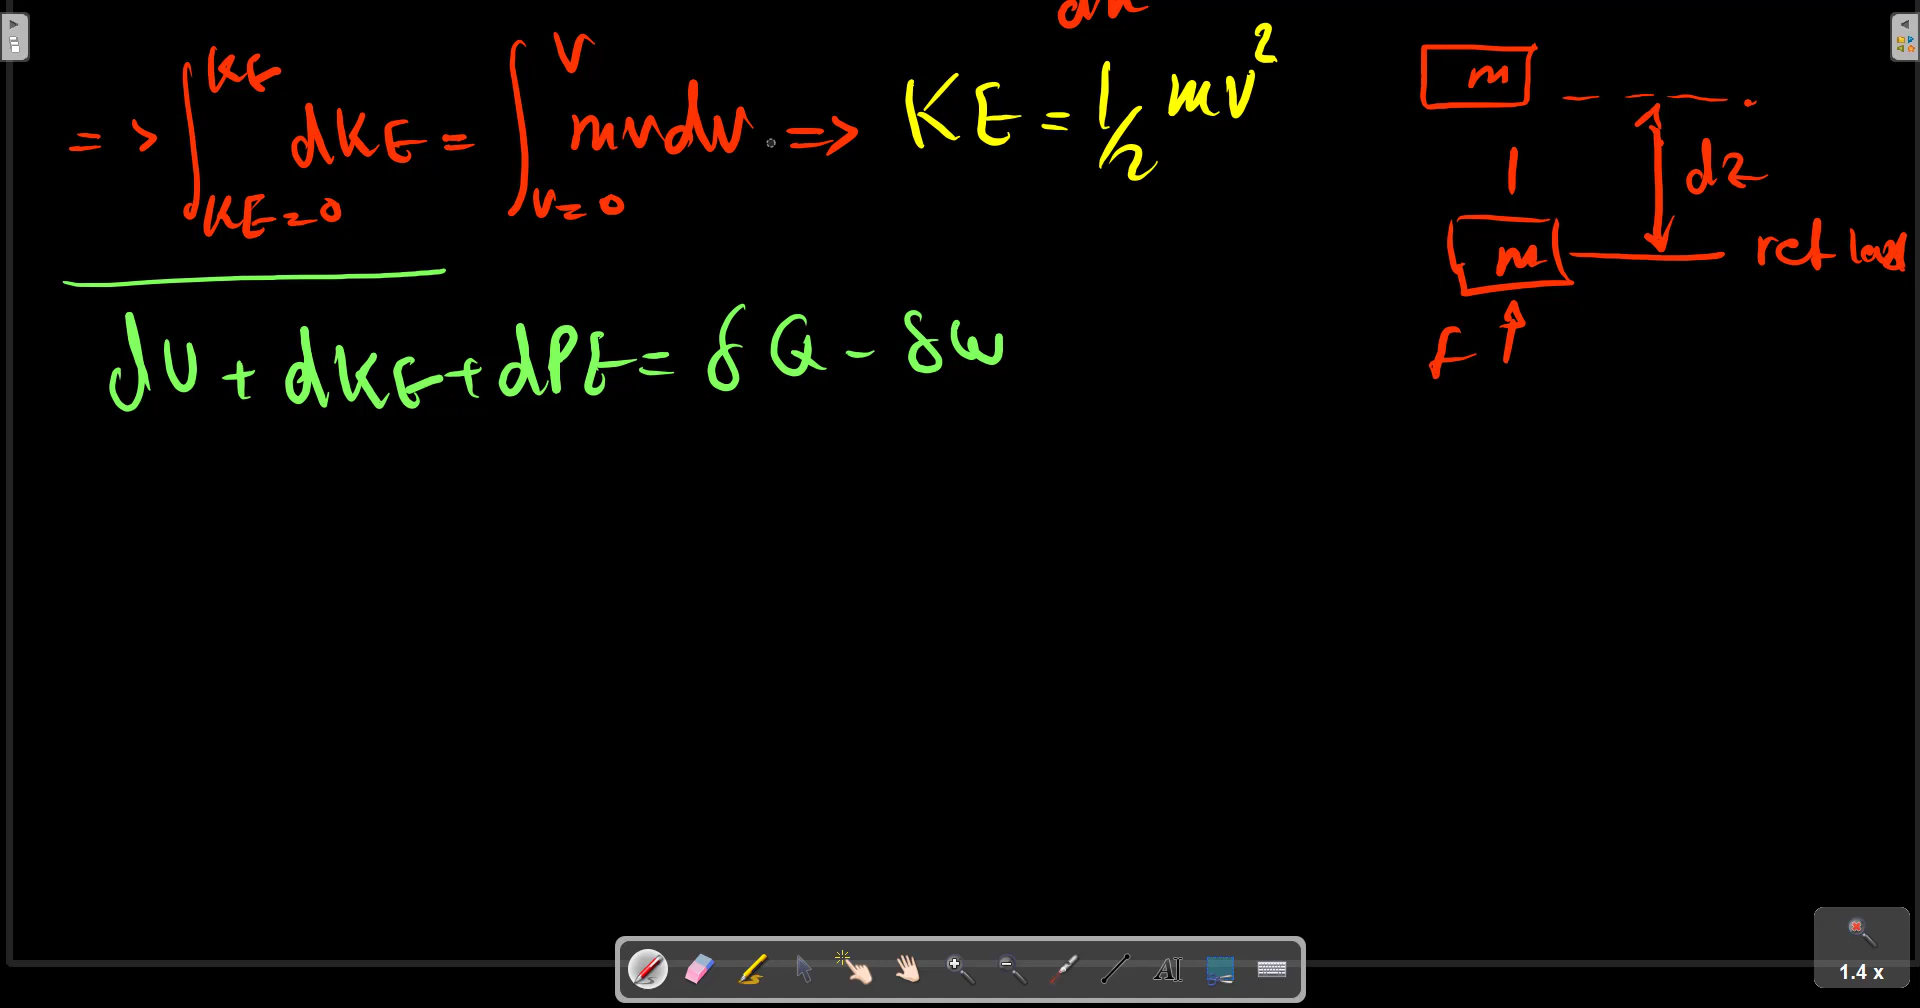 => ∫_{KE=0}^{KE} dKE = ∫_{v=0}^{v} mvdv. => KE = 1/2 mv²
dU + dKE + dPE = δQ - δW
m
dz
m
ref
F ↑
AI
1.4 x